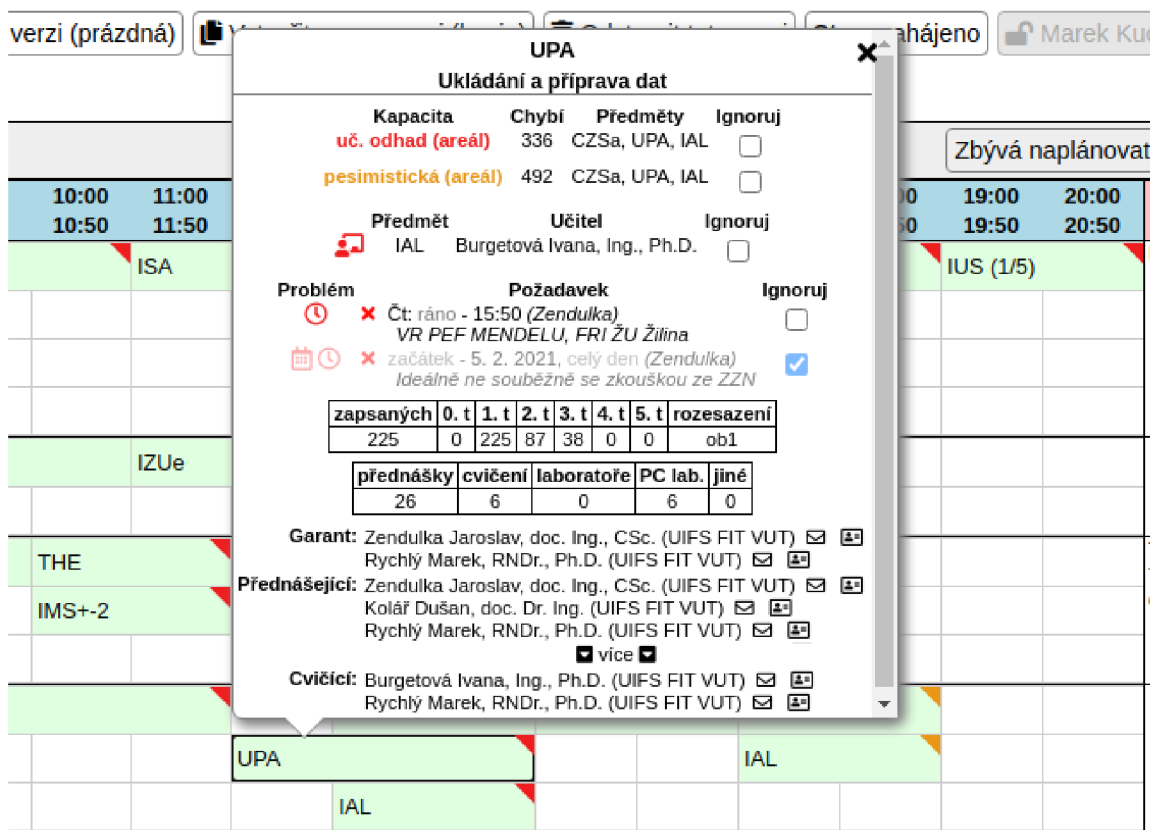 verzi (prázdná)
ahájeno
Marek Kuc
UPA
Ukládání a příprava dat
Kapacita Chybí Předměty Ignoruj
uč. odhad (areál) 336 CZSa, UPA, IAL
pesimistická (areál) 492 CZSa, UPA, IAL
Zbývá naplánovat
10:00 11:00 19:00 20:00
10:50 11:50 19:50 20:50
Předmět Učitel Ignoruj
IAL Burgetová Ivana, Ing., Ph.D.
ISA
IUS (1/5)
Problém Požadavek Ignoruj
Čt: ráno - 15:50 (Zendulka)
VR PEF MENDELU, FRI ŽU Žilina
začátek - 5. 2. 2021, celý den (Zendulka)
Ideálně ne souběžně se zkouškou ze ZZN
zapsaných 0. t 1. t 2. t 3. t 4. t 5. t rozesazení
225 0 225 87 38 0 0 ob1
IZUe
přednášky cvičení laboratoře PC lab. jiné
26 6 0 6 0
Garant: Zendulka Jaroslav, doc. Ing., CSc. (UIFS FIT VUT)
Rychlý Marek, RNDr., Ph.D. (UIFS FIT VUT)
THE
Přednášející: Zendulka Jaroslav, doc. Ing., CSc. (UIFS FIT VUT)
Kolář Dušan, doc. Dr. Ing. (UIFS FIT VUT)
IMS+-2
Rychlý Marek, RNDr., Ph.D. (UIFS FIT VUT)
více
Cvičící: Burgetová Ivana, Ing., Ph.D. (UIFS FIT VUT)
Rychlý Marek, RNDr., Ph.D. (UIFS FIT VUT)
UPA
IAL
IAL